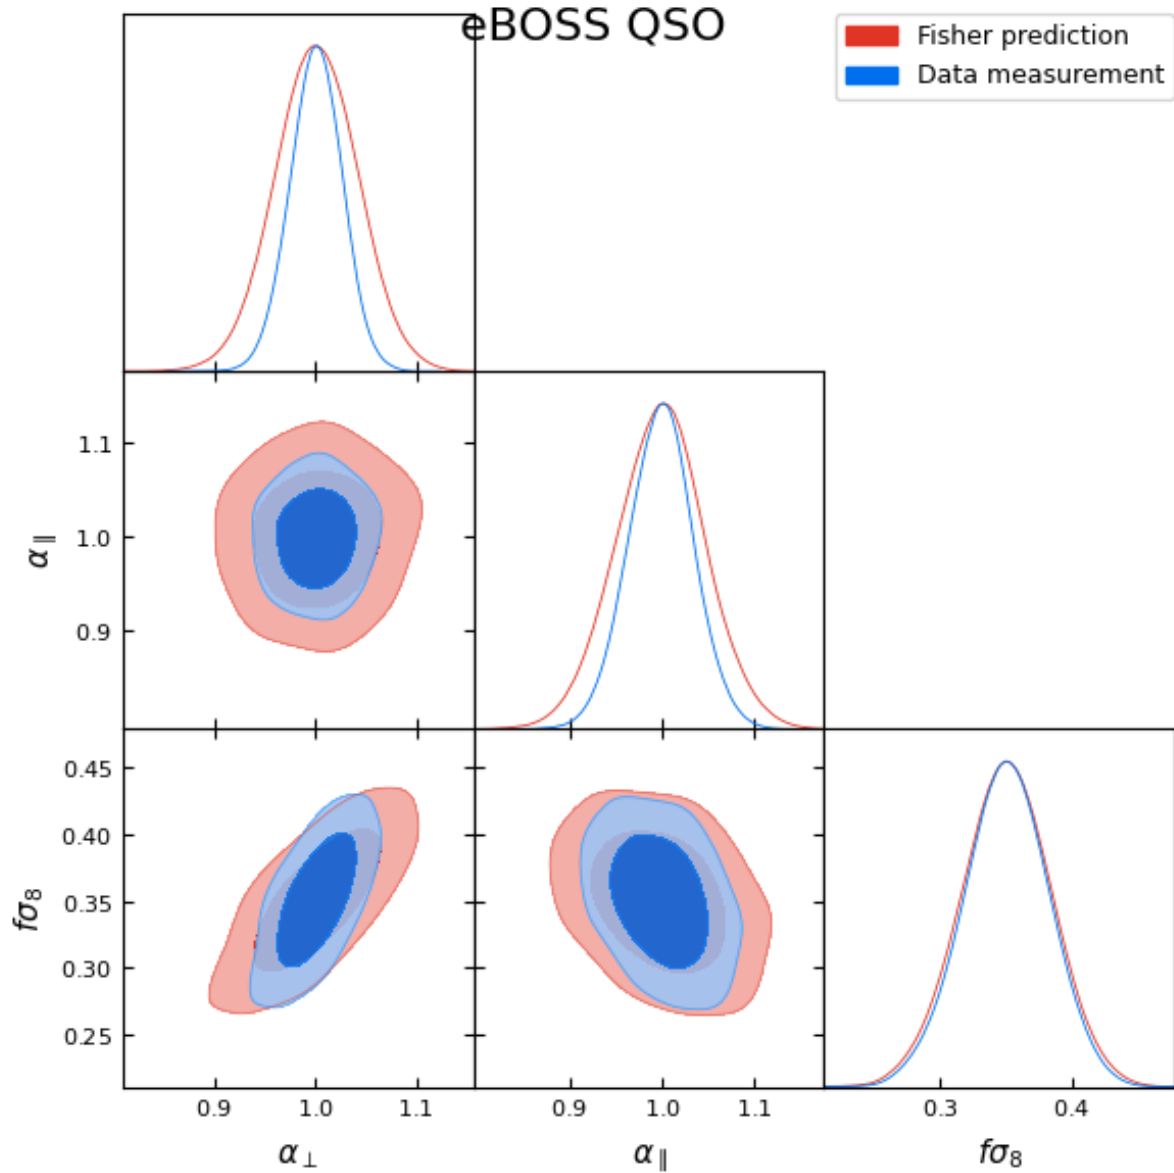 eBOSS QSO
Fisher prediction
Data measurement
1.1
1.0
0.9
α∥
0.45
0.40
0.35
0.30
0.25
fσ8
0.9 1.0 1.1
0.9 1.0 1.1
0.3 0.4
α⊥
α∥
fσ8